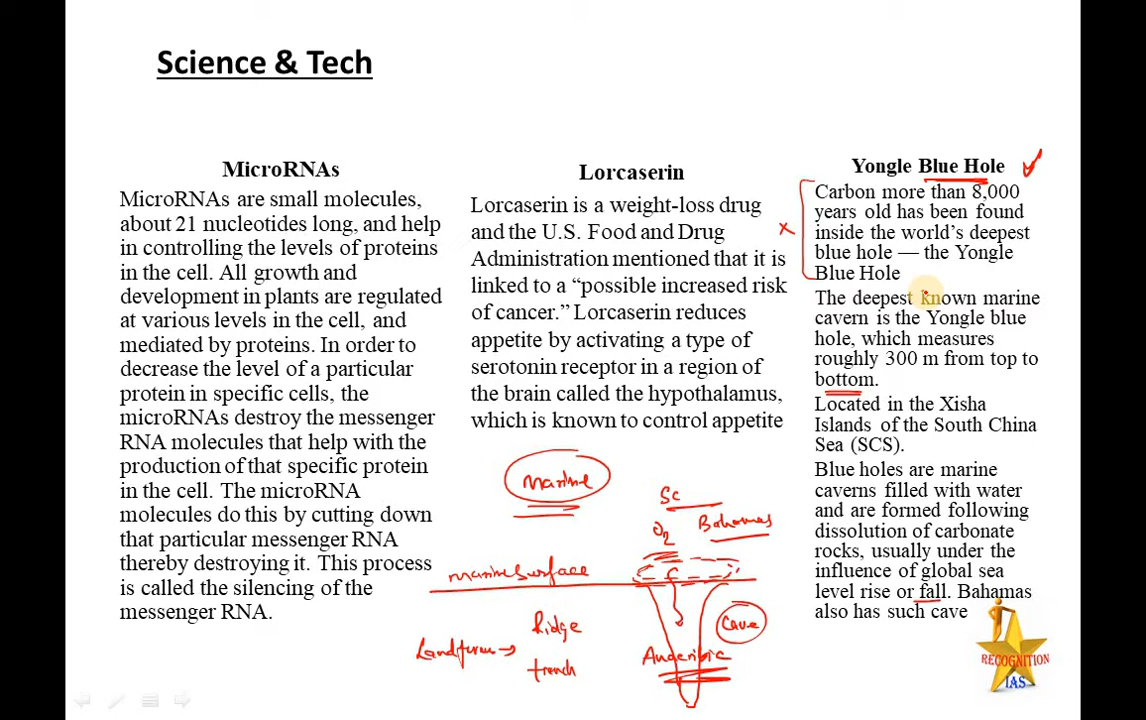 Science & Tech
MicroRNAs
MicroRNAs are small molecules,
about 21 nucleotides long, and help
in controlling the levels of proteins
in the cell. All growth and
development in plants are regulated
at various levels in the cell, and
mediated by proteins. In order to
decrease the level of a particular
protein in specific cells, the
microRNAs destroy the messenger
RNA molecules that help with the
production of that specific protein
in the cell. The microRNA
molecules do this by cutting down
that particular messenger RNA
thereby destroying it. This process
is called the silencing of the
messenger RNA.
Lorcaserin
Lorcaserin is a weight-loss drug
and the U.S. Food and Drug
Administration mentioned that it is
linked to a “possible increased risk
of cancer.” Lorcaserin reduces
appetite by activating a type of
serotonin receptor in a region of
the brain called the hypothalamus,
which is known to control appetite
Yongle Blue Hole
Carbon more than 8,000
years old has been found
inside the world’s deepest
blue hole — the Yongle
Blue Hole
The deepest known marine
cavern is the Yongle blue
hole, which measures
roughly 300 m from top to
bottom.
Located in the Xisha
Islands of the South China
Sea (SCS).
Blue holes are marine
caverns filled with water
and are formed following
dissolution of carbonate
rocks, usually under the
influence of global sea
level rise or fall. Bahamas
also has such cave
marine
Sc
O2 Bahamas
marine surface
C
Landform → Ridge
trench
Cave
Anaerobic
RECOGNITION
IAS